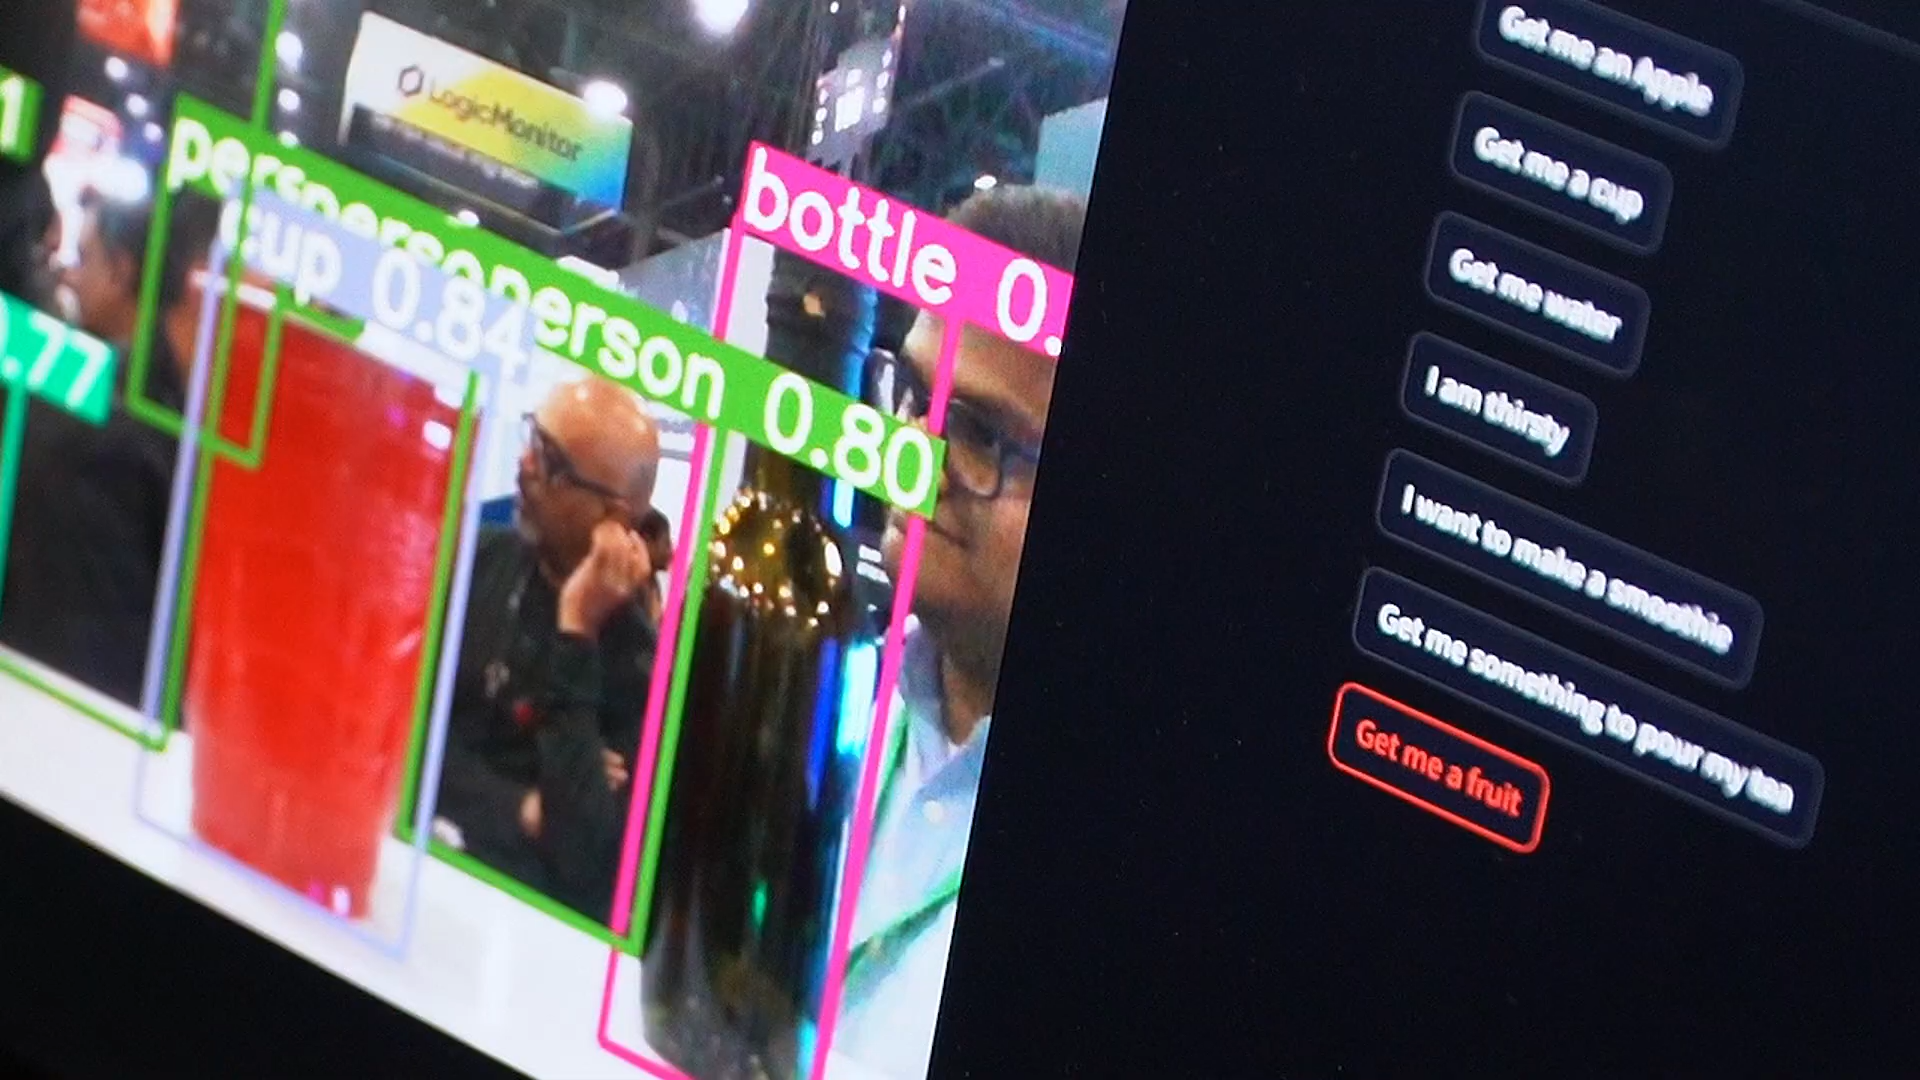 1
LogicMonitor
person
person
person 0.80
cup 0.84
bottle 0.
0.77
Get me an Apple
Get me a cup
Get me water
I am thirsty
I want to make a smoothie
Get me something to pour my tea
Get me a fruit